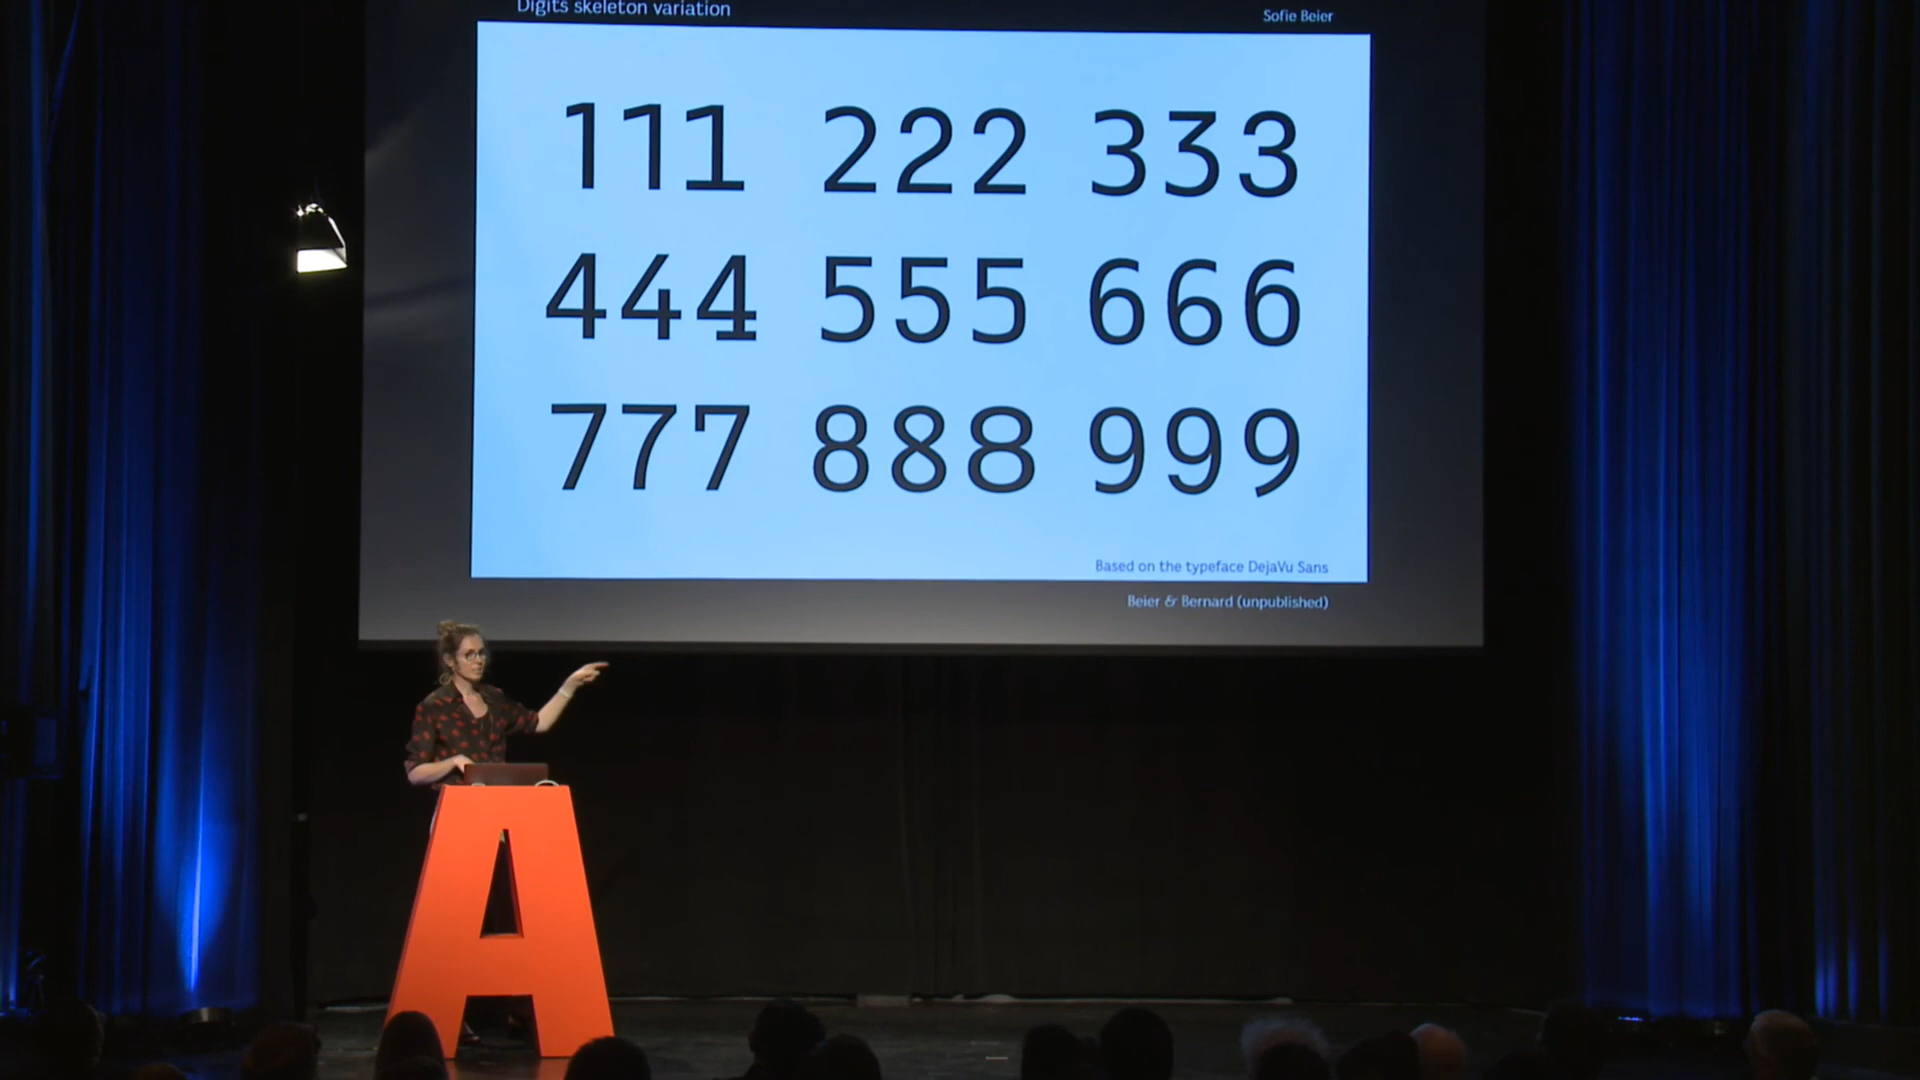 Digits skeleton variation
Sofie Beier
111 222 333
444 555 666
777 888 999
Based on the typeface DejaVu Sans
Beier & Bernard (unpublished)
A